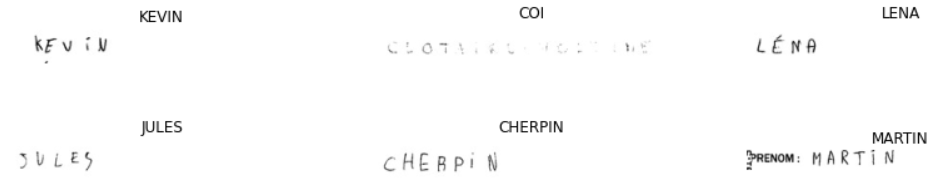 KEVIN
COI
LENA
KEViN
LÉNA
JULES
CHERPIN
MARTIN
JULES
CHERPiN
PRENOM: MARTiN